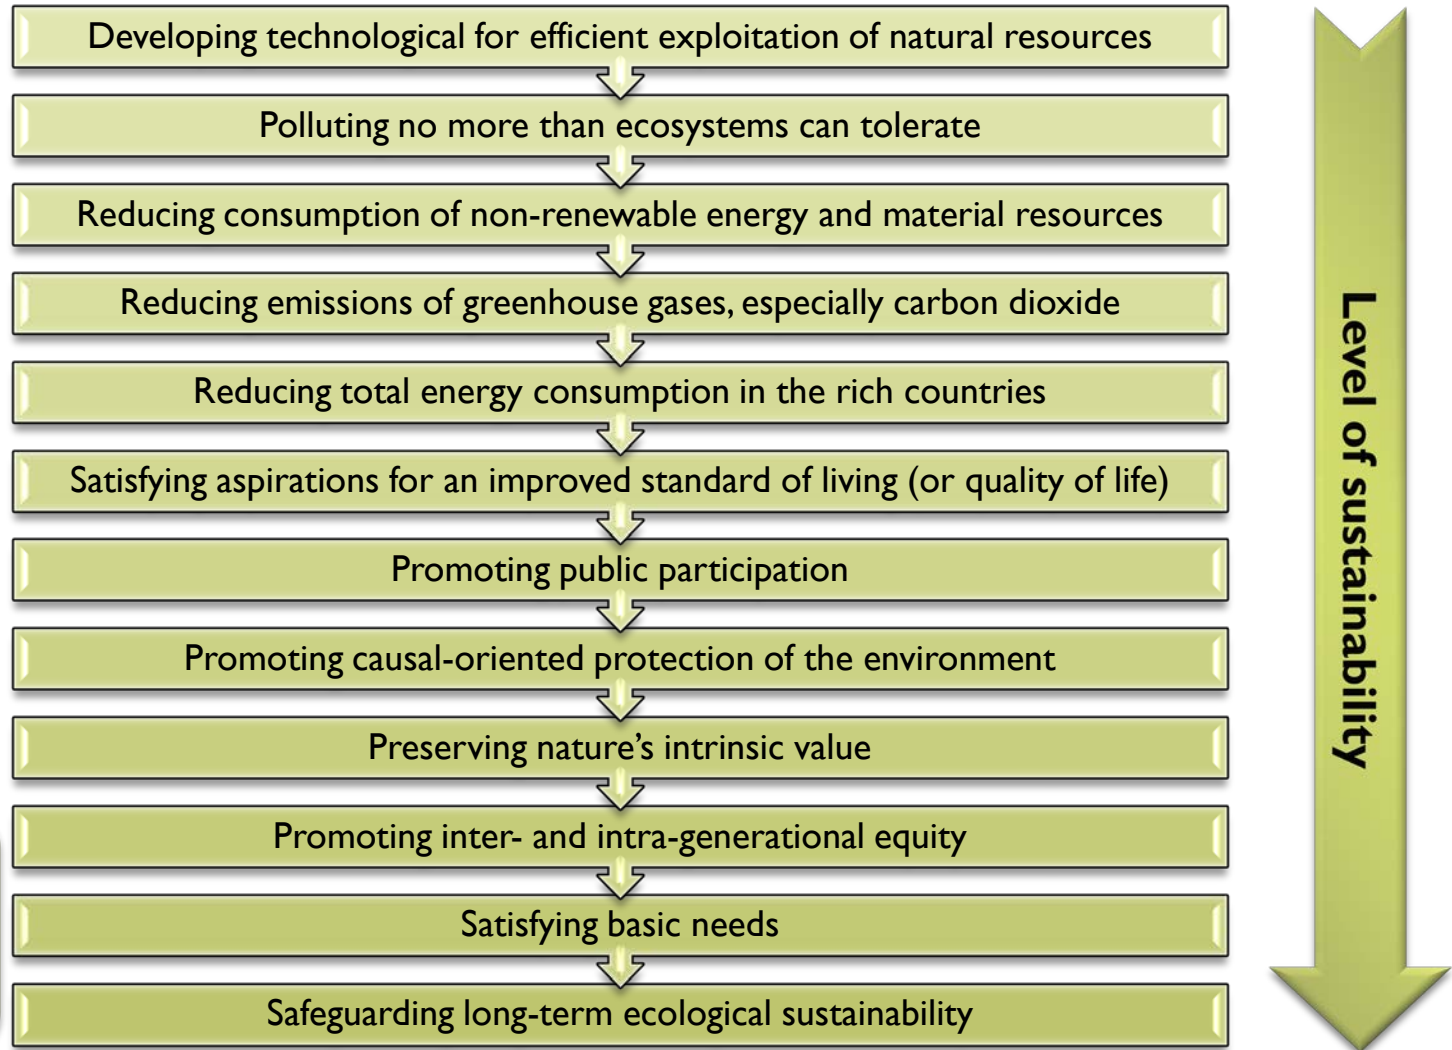 Developing technological for efficient exploitation of natural resources
Polluting no more than ecosystems can tolerate
Reducing consumption of non-renewable energy and material resources
Reducing emissions of greenhouse gases, especially carbon dioxide
Reducing total energy consumption in the rich countries
Satisfying aspirations for an improved standard of living (or quality of life)
Promoting public participation
Promoting causal-oriented protection of the environment
Preserving nature’s intrinsic value
Promoting inter- and intra-generational equity
Satisfying basic needs
Safeguarding long-term ecological sustainability
Level of sustainability